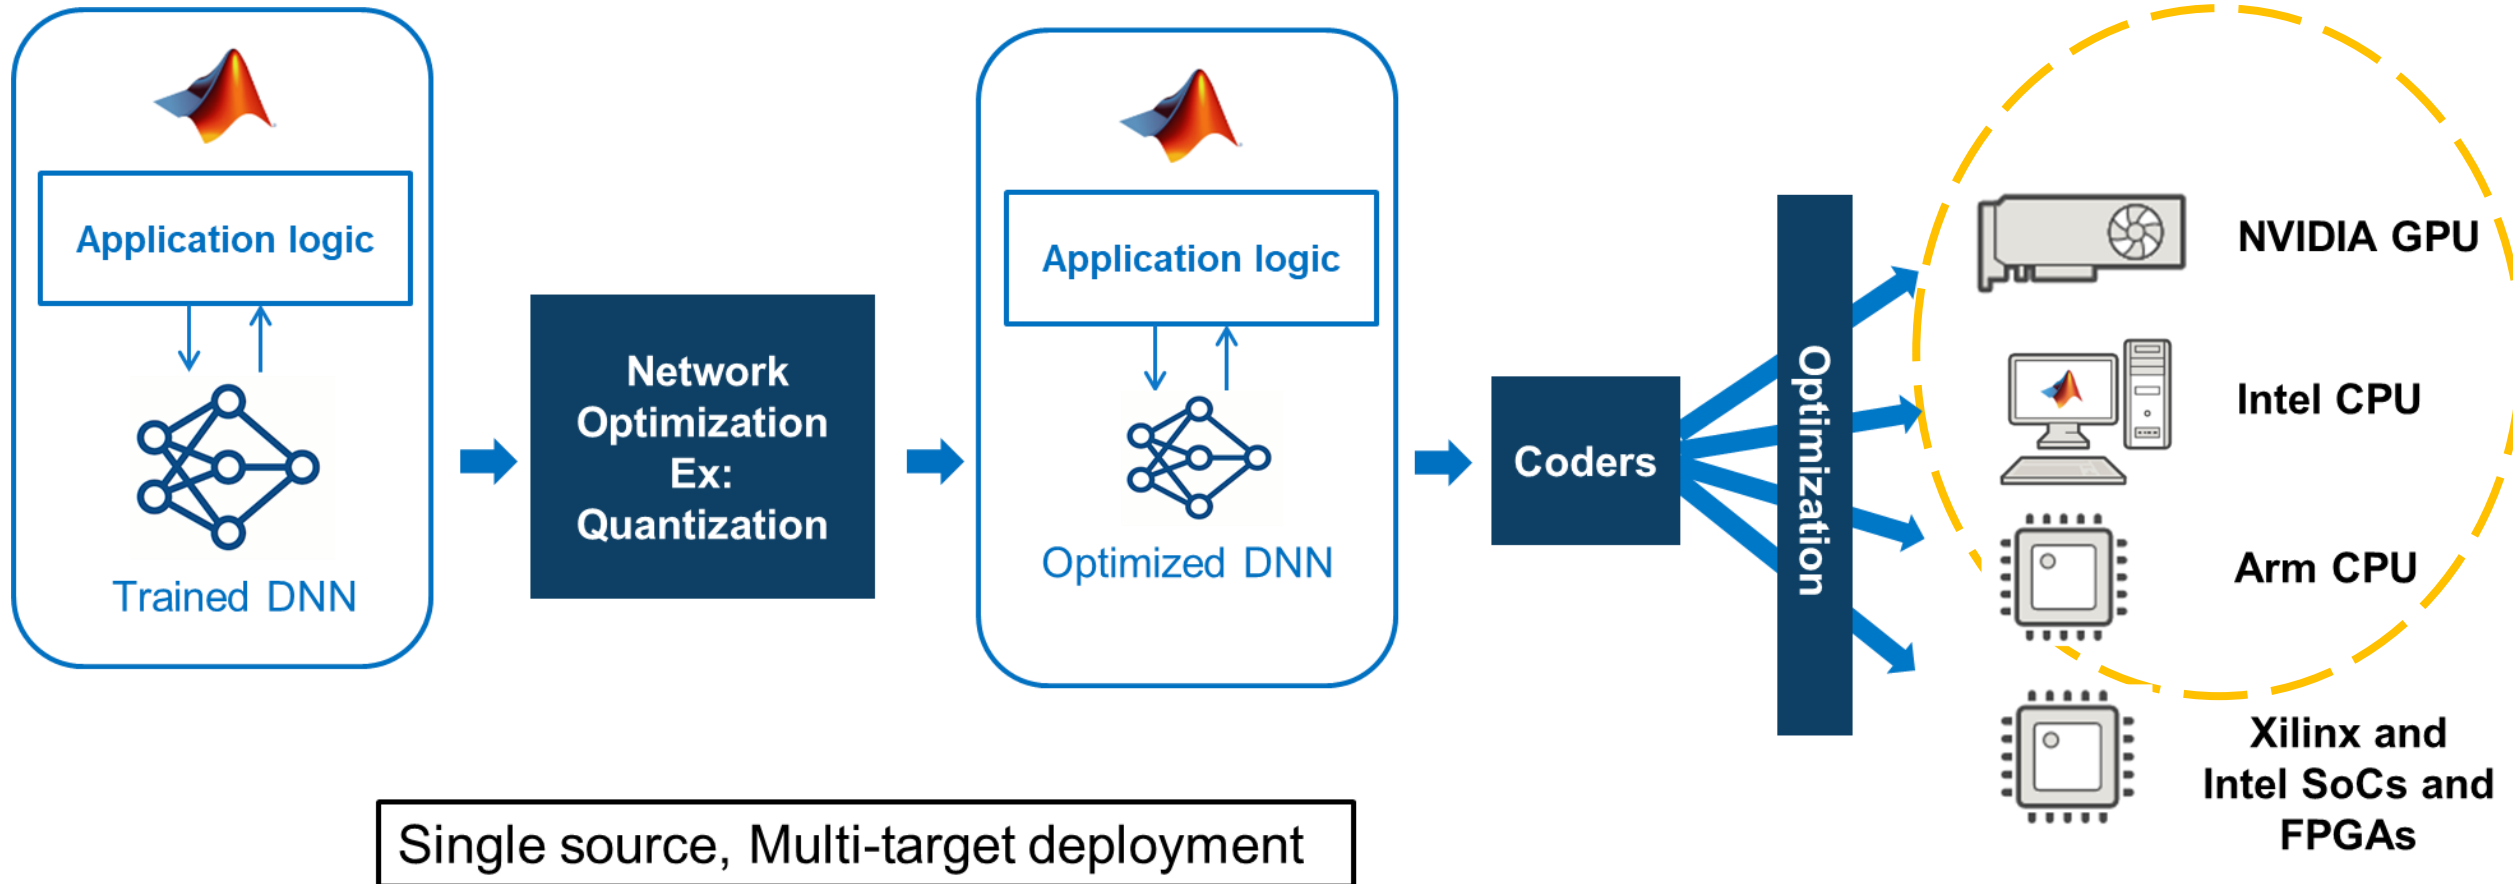 Application logic
Trained DNN
Network
Optimization
Ex:
Quantization
Application logic
Optimized DNN
Coders
Optimization
NVIDIA GPU
Intel CPU
Arm CPU
Xilinx and
Intel SoCs and
FPGAs
Single source, Multi-target deployment